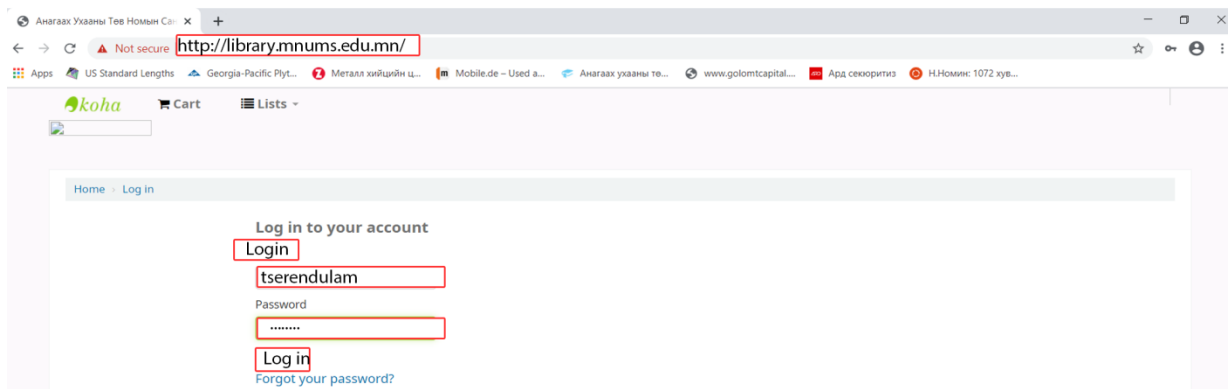 Анагаах Ухааны Төв Номын Сан
Not secure http://library.mnums.edu.mn/
Apps US Standard Lengths Georgia-Pacific Plyt... Металл хийцийн ц... Mobile.de – Used a... Анагаах ухааны тө... www.golomtcapital.... Ард секюритиз Н.Номин: 1072 хув...
koha Cart Lists
Home Log in
Log in to your account
Login
tserendulam
Password
........
Log in
Forgot your password?